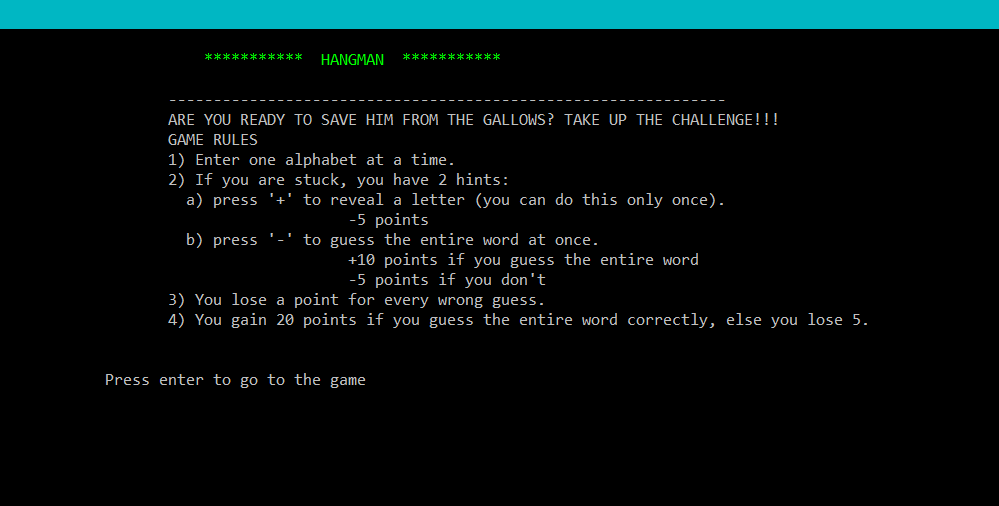 *********** HANGMAN ***********
--------------------------------------------------------------
ARE YOU READY TO SAVE HIM FROM THE GALLOWS? TAKE UP THE CHALLENGE!!!
GAME RULES
1) Enter one alphabet at a time.
2) If you are stuck, you have 2 hints:
a) press '+' to reveal a letter (you can do this only once).
-5 points
b) press '-' to guess the entire word at once.
+10 points if you guess the entire word
-5 points if you don't
3) You lose a point for every wrong guess.
4) You gain 20 points if you guess the entire word correctly, else you lose 5.
Press enter to go to the game